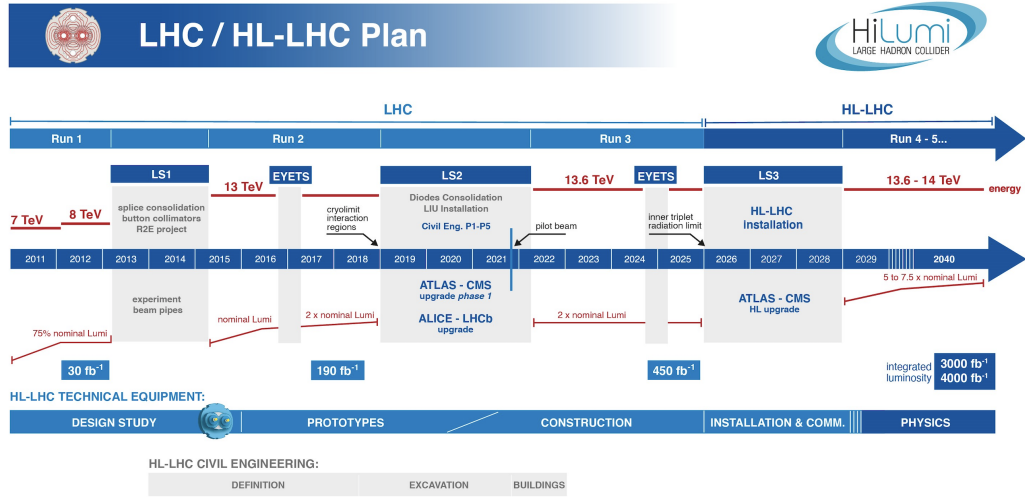 LHC / HL-LHC Plan
HiLumi
LARGE HADRON COLLIDER
LHC
HL-LHC
Run 1
Run 2
Run 3
Run 4 - 5...
LS1
EYETS
LS2
EYETS
LS3
13 TeV
13.6 TeV
13.6 - 14 TeV
energy
7 TeV
8 TeV
splice consolidation
button collimators
R2E project
cryolimit
interaction
regions
Diodes Consolidation
LIU Installation
Civil Eng. P1-P5
pilot beam
inner triplet
radiation limit
HL-LHC
installation
2011
2012
2013
2014
2015
2016
2017
2018
2019
2020
2021
2022
2023
2024
2025
2026
2027
2028
2029
2040
5 to 7.5 x nominal Lumi
experiment
beam pipes
ATLAS - CMS
upgrade phase 1
ALICE - LHCb
upgrade
ATLAS - CMS
HL upgrade
75% nominal Lumi
nominal Lumi
2 x nominal Lumi
2 x nominal Lumi
30 fb⁻¹
190 fb⁻¹
450 fb⁻¹
integrated
luminosity
3000 fb⁻¹
4000 fb⁻¹
HL-LHC TECHNICAL EQUIPMENT:
DESIGN STUDY
PROTOTYPES
CONSTRUCTION
INSTALLATION & COMM.
PHYSICS
HL-LHC CIVIL ENGINEERING:
DEFINITION
EXCAVATION
BUILDINGS